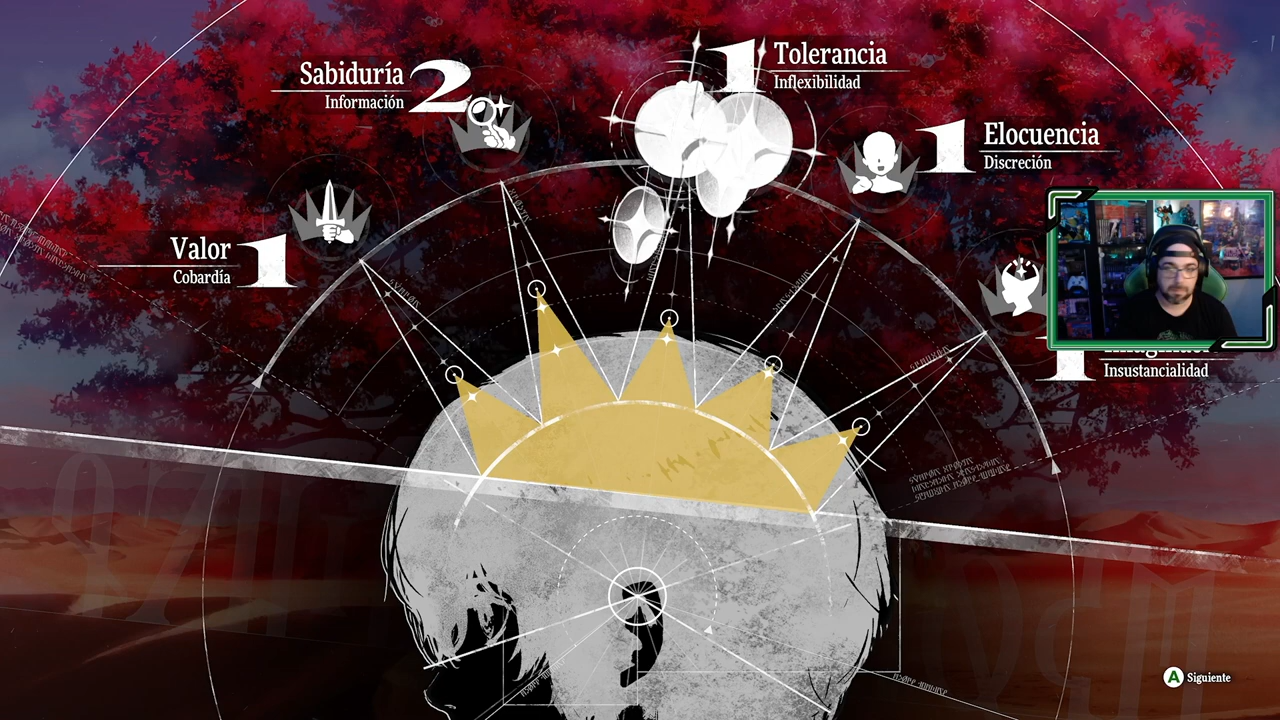 Sabiduría
Información
2
1
Tolerancia
Inflexibilidad
1
Elocuencia
Discreción
Valor
Cobardía
1
1
Insustancialidad
A Siguiente